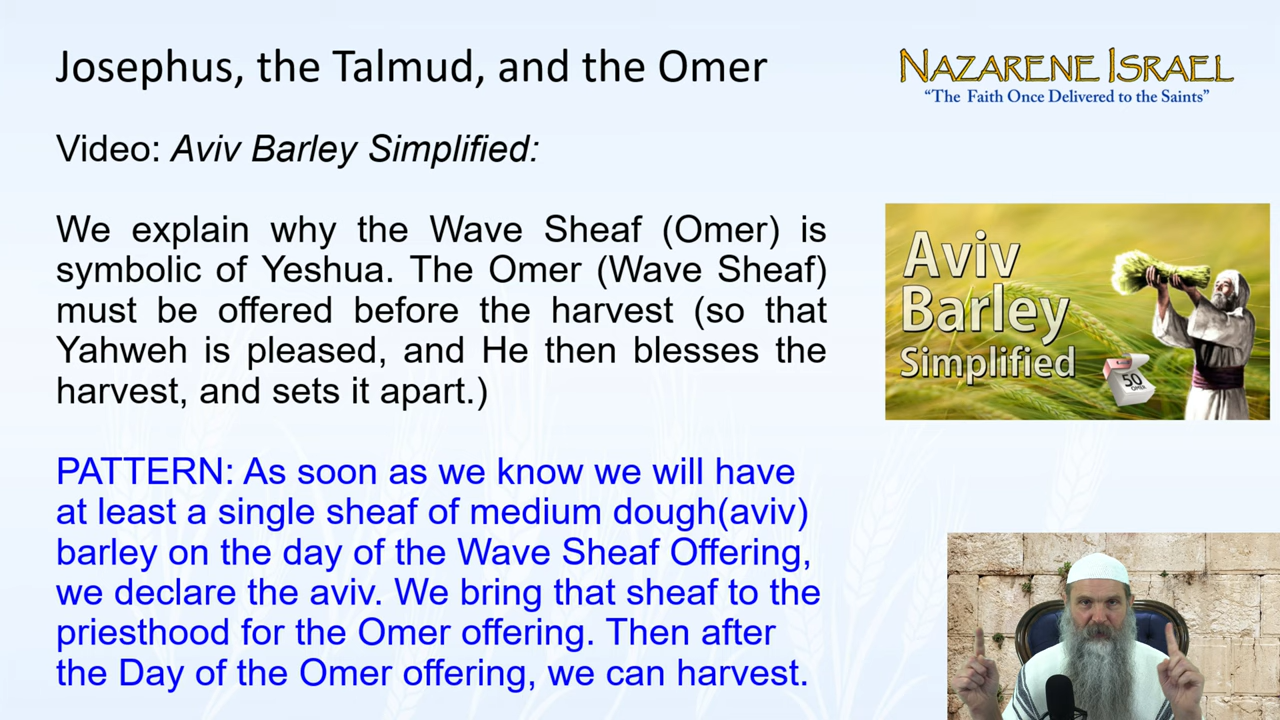 Josephus, the Talmud, and the Omer
NAZARENE ISRAEL
“The Faith Once Delivered to the Saints”
Video: Aviv Barley Simplified:
We explain why the Wave Sheaf (Omer) is
symbolic of Yeshua. The Omer (Wave Sheaf)
must be offered before the harvest (so that
Yahweh is pleased, and He then blesses the
harvest, and sets it apart.)
Aviv
Barley
Simplified
50
OMER
PATTERN: As soon as we know we will have
at least a single sheaf of medium dough(aviv)
barley on the day of the Wave Sheaf Offering,
we declare the aviv. We bring that sheaf to the
priesthood for the Omer offering. Then after
the Day of the Omer offering, we can harvest.